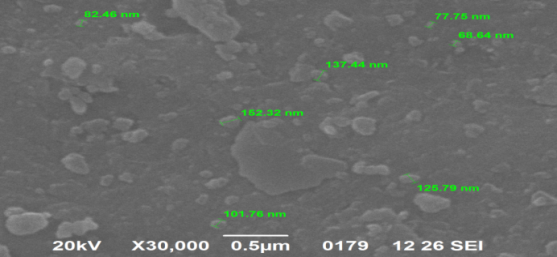 82.46 nm
77.75 nm
68.64 nm
137.44 nm
152.32 nm
125.79 nm
101.76 nm
20kV X30,000 0.5µm 0179 12 26 SEI